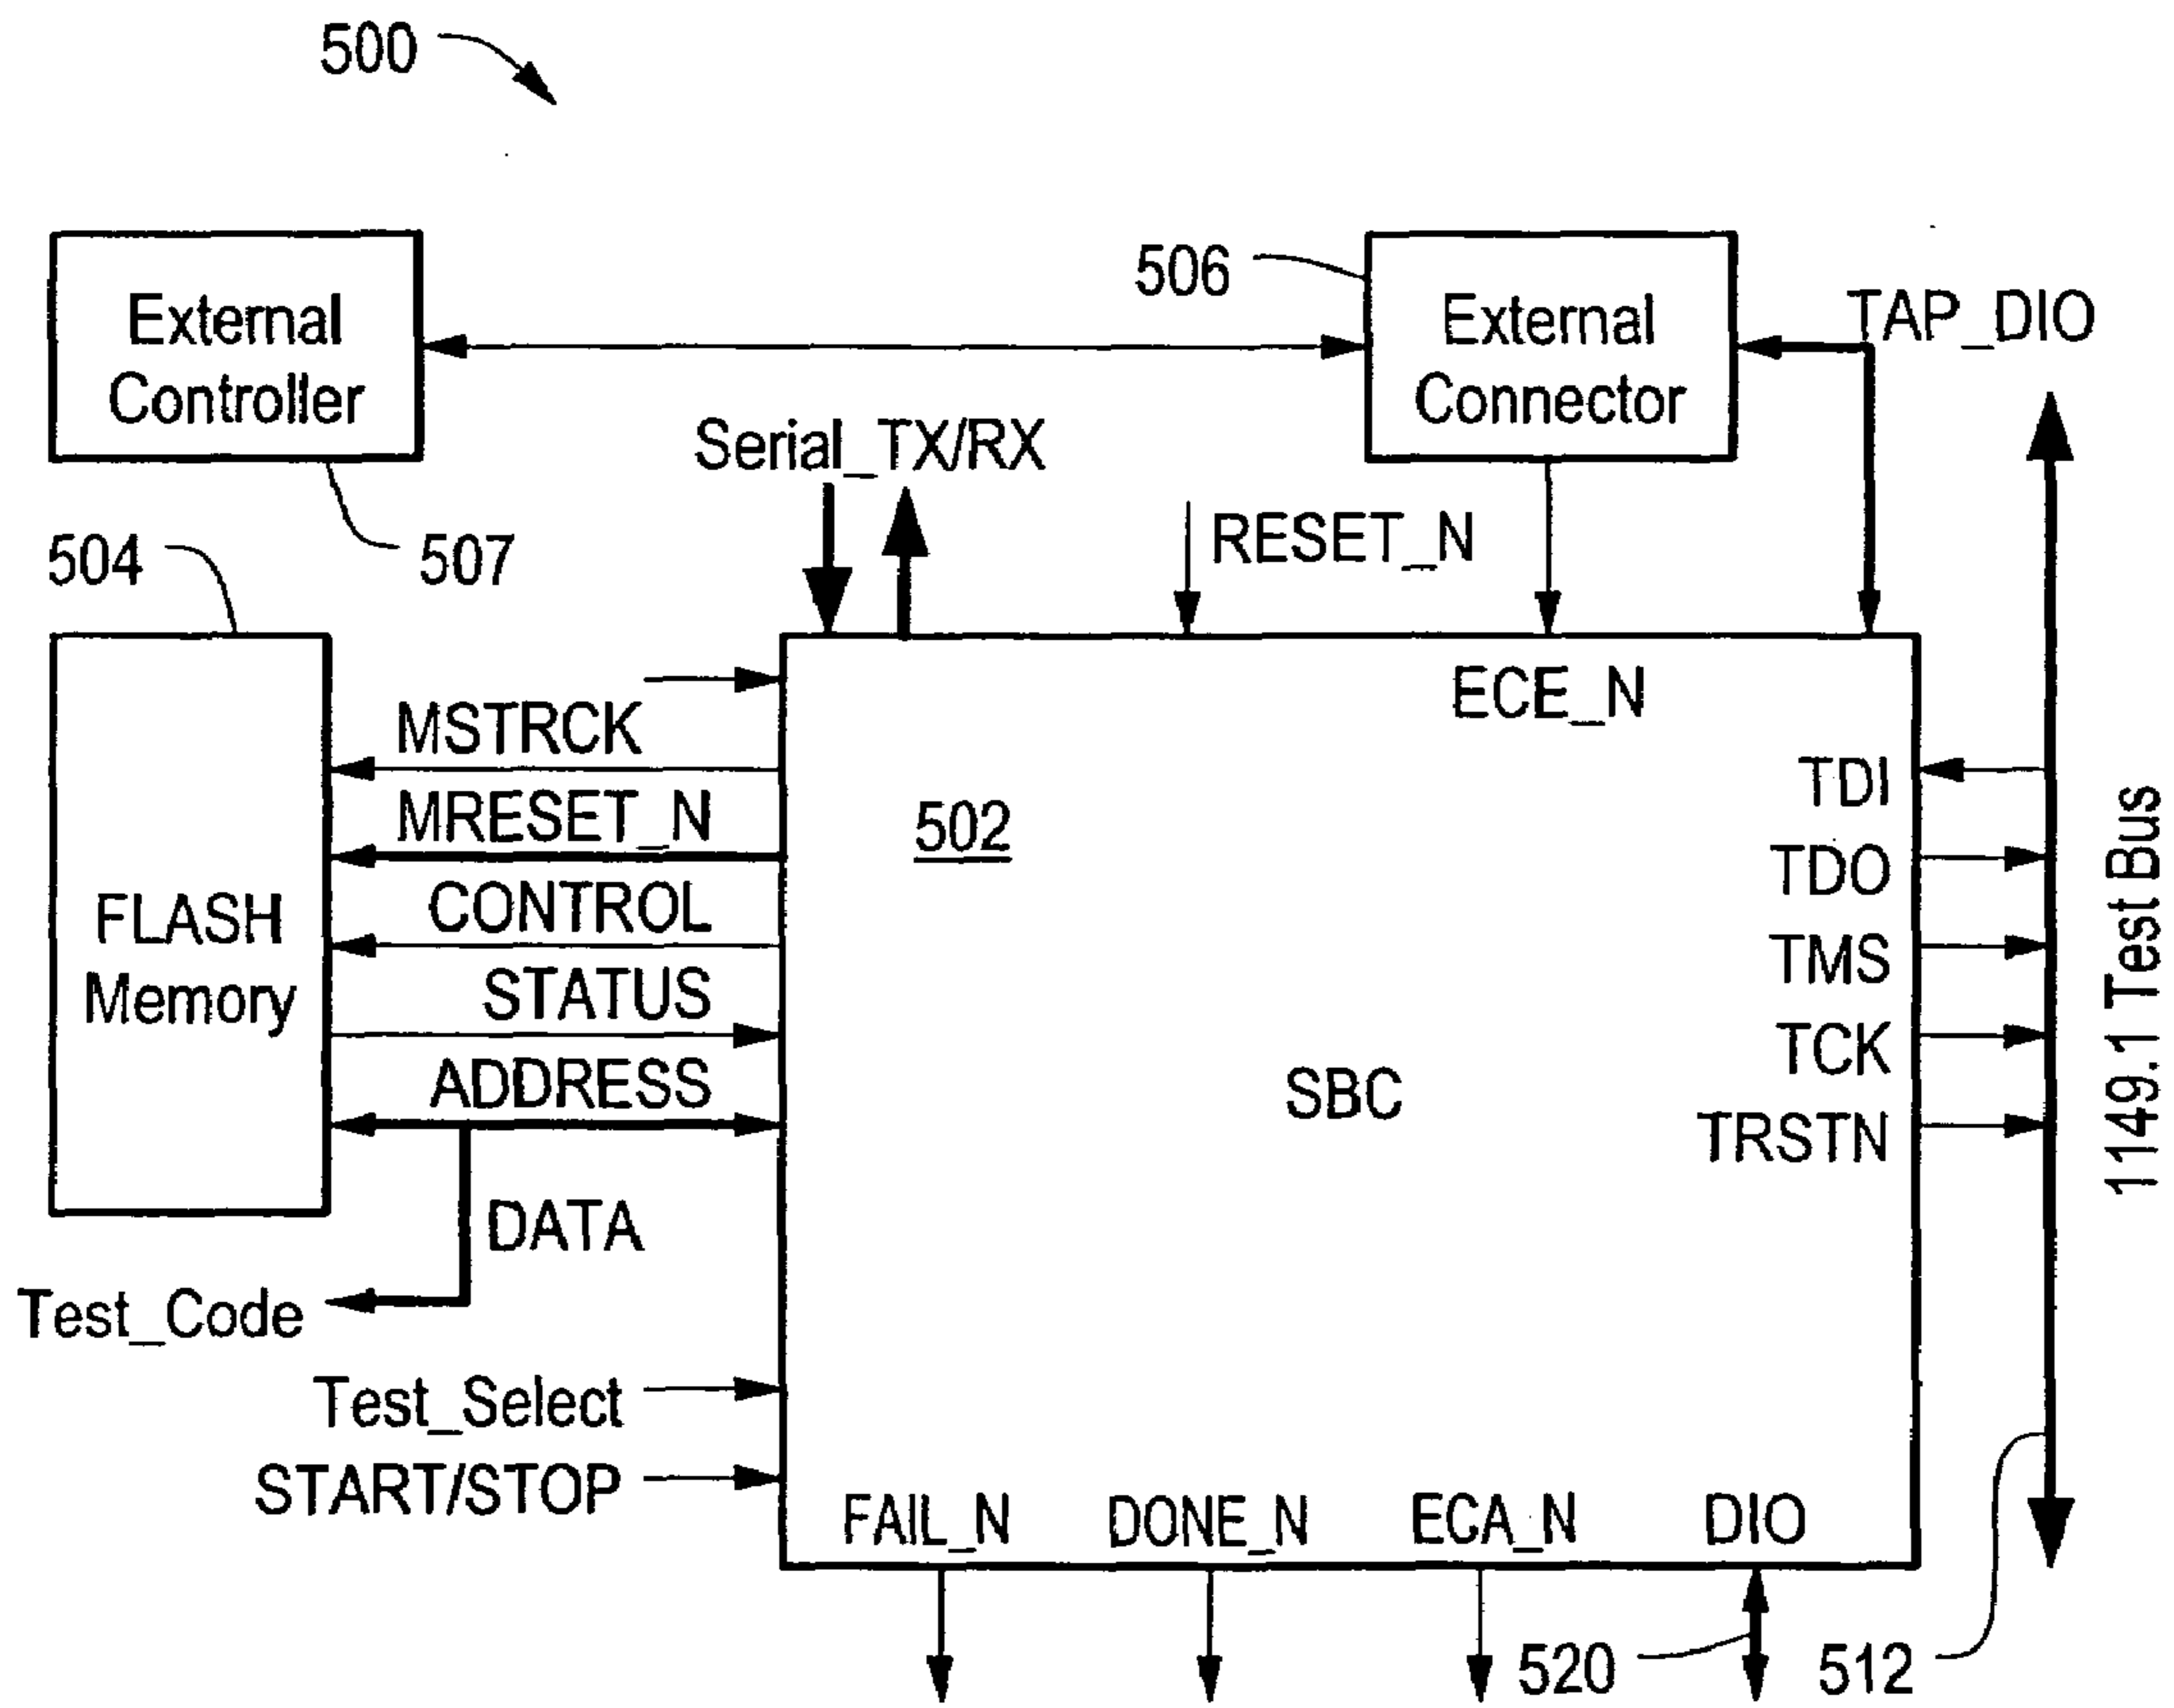 500
External
Controller
506
External
Connector
TAP_DIO
Serial_TX/RX
RESET_N
504
507
MSTRCK
ECE_N
MRESET_N
502
TDI
CONTROL
TDO
FLASH
Memory
STATUS
TMS
ADDRESS
SBC
TCK
TRSTN
1149.1 Test Bus
DATA
Test_Code
Test_Select
START/STOP
FAIL_N
DONE_N
ECA_N
DIO
520
512